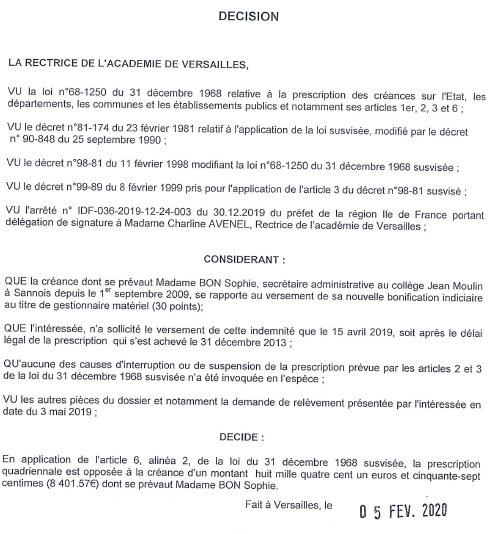 DECISION
LA RECTRICE DE L'ACADEMIE DE VERSAILLES,
VU la loi n°68-1250 du 31 décembre 1968 relative à la prescription des créances sur l'Etat, les
départements, les communes et les établissements publics et notamment ses articles 1er, 2, 3 et 6 ;
VU le décret n°81-174 du 23 février 1981 relatif à l'application de la loi susvisée, modifié par le décret
n° 90-848 du 25 septembre 1990 ;
VU le décret n°98-81 du 11 février 1998 modifiant la loi n°68-1250 du 31 décembre 1968 susvisée ;
VU le décret n°99-89 du 8 février 1999 pris pour l'application de l'article 3 du décret n°98-81 susvisé ;
VU l'arrêté n° IDF-036-2019-12-24-003 du 30.12.2019 du préfet de la région Ile de France portant
délégation de signature à Madame Charline AVENEL, Rectrice de l'académie de Versailles ;
CONSIDERANT :
QUE la créance dont se prévaut Madame BON Sophie, secrétaire administrative au collège Jean Moulin
à Sannois depuis le 1er septembre 2009, se rapporte au versement de sa nouvelle bonification indiciaire
au titre de gestionnaire matériel (30 points);
QUE l'intéressée, n'a sollicité le versement de cette indemnité que le 15 avril 2019, soit après le délai
légal de la prescription qui s'est achevé le 31 décembre 2013 ;
QU'aucune des causes d'interruption ou de suspension de la prescription prévue par les articles 2 et 3
de la loi du 31 décembre 1968 susvisée n'a été invoquée en l'espèce ;
VU les autres pièces du dossier et notamment la demande de relèvement présentée par l'intéressée en
date du 3 mai 2019 ;
DECIDE :
En application de l'article 6, alinéa 2, de la loi du 31 décembre 1968 susvisée, la prescription
quadriennale est opposée à la créance d'un montant huit mille quatre cent un euros et cinquante-sept
centimes (8 401.57€) dont se prévaut Madame BON Sophie.
Fait à Versailles, le 05 FEV. 2020